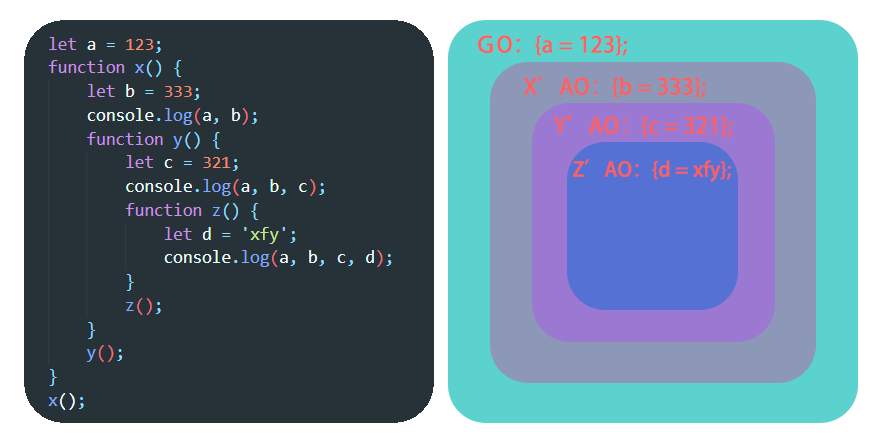 let a = 123;
function x() {
let b = 333;
console.log(a, b);
function y() {
let c = 321;
console.log(a, b, c);
function z() {
let d = 'xfy';
console.log(a, b, c, d);
}
z();
}
y();
}
x();
GO: {a = 123};
X’ AO: {b = 333};
Y’ AO: {c = 321};
Z’ AO: {d = xfy};